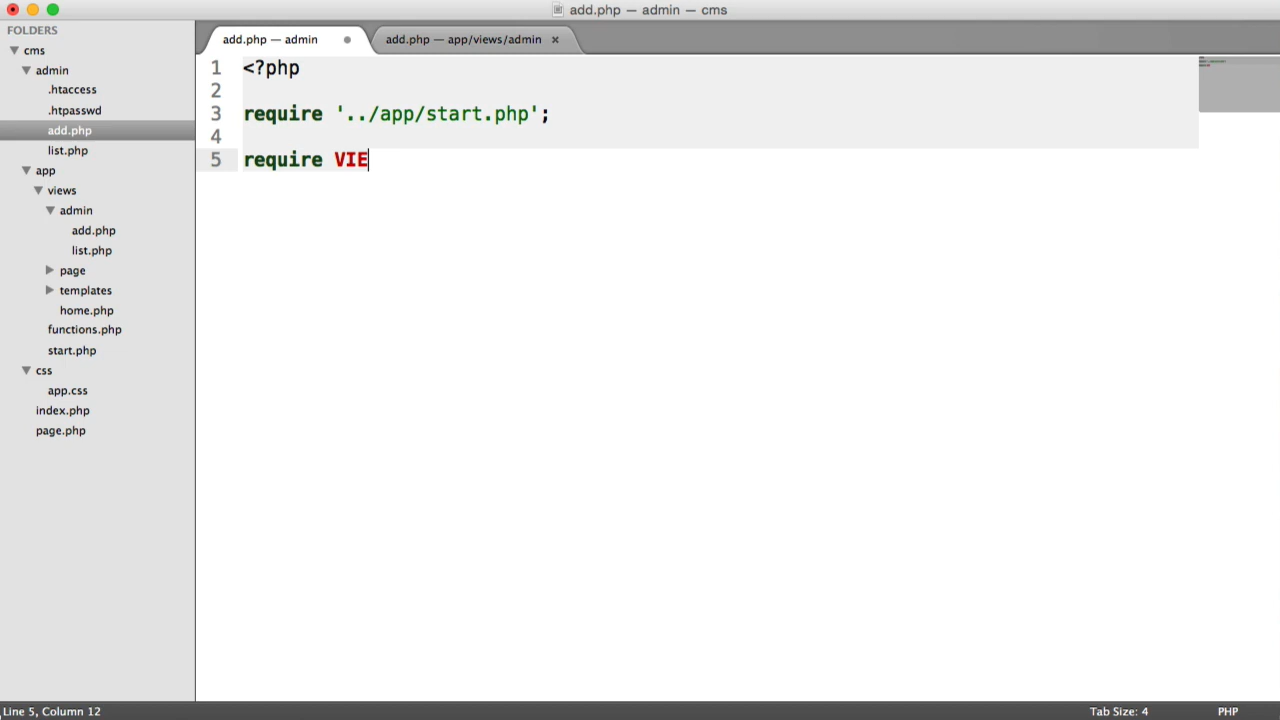 add.php — admin — cms
FOLDERS
cms
admin
.htaccess
.htpasswd
add.php
list.php
app
views
admin
add.php
list.php
page
templates
home.php
functions.php
start.php
css
app.css
index.php
page.php
add.php — admin
add.php — app/views/admin
1 <?php
2
3 require '../app/start.php';
4
5 require VIE
Line 5, Column 12
Tab Size: 4
PHP